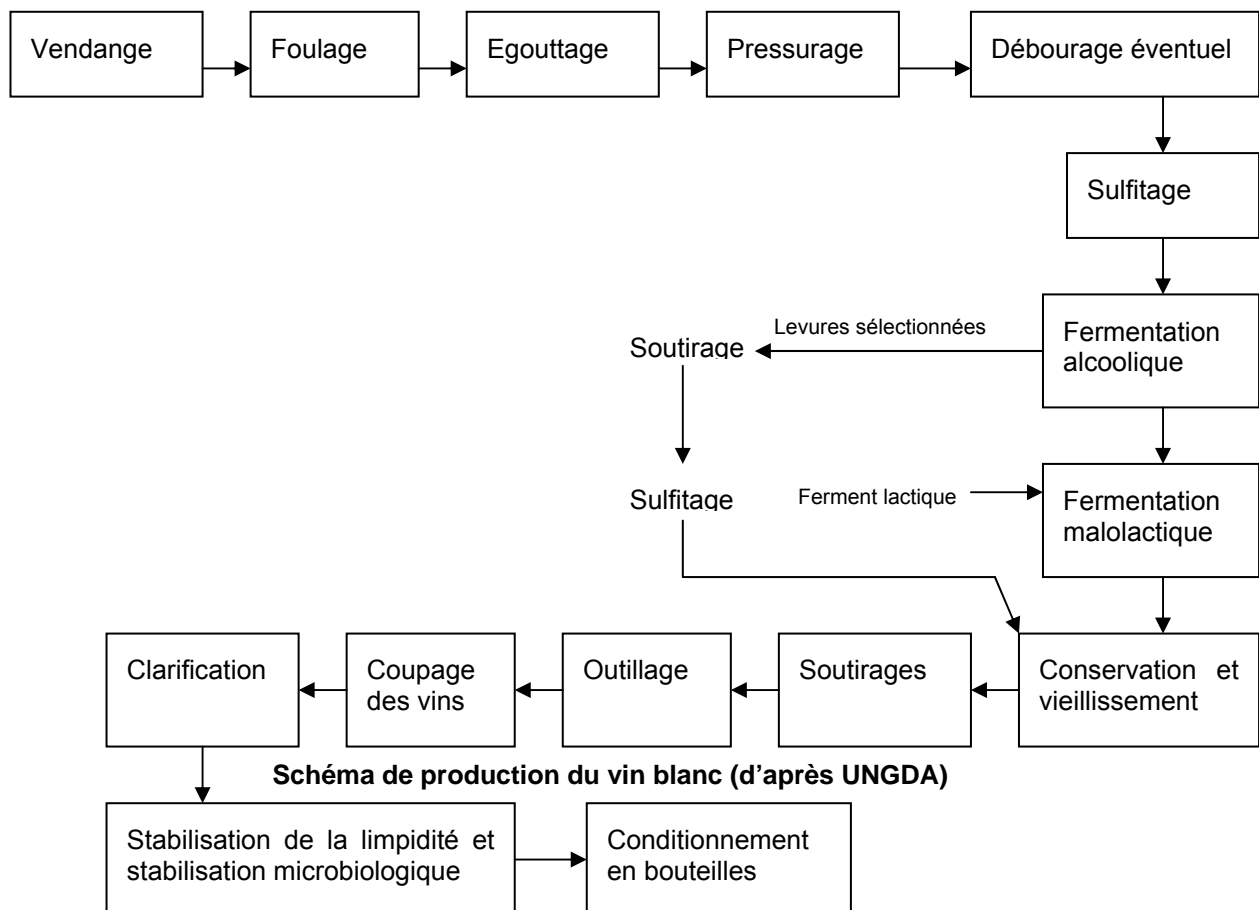 Vendange
Foulage
Egouttage
Pressurage
Débourage éventuel
Sulfitage
Levures sélectionnées
Fermentation
alcoolique
Soutirage
Sulfitage
Ferment lactique
Fermentation
malolactique
Clarification
Coupage
des vins
Outillage
Soutirages
Conservation et
vieillissement
Schéma de production du vin blanc (d'après UNGDA)
Stabilisation de la limpidité et
stabilisation microbiologique
Conditionnement
en bouteilles